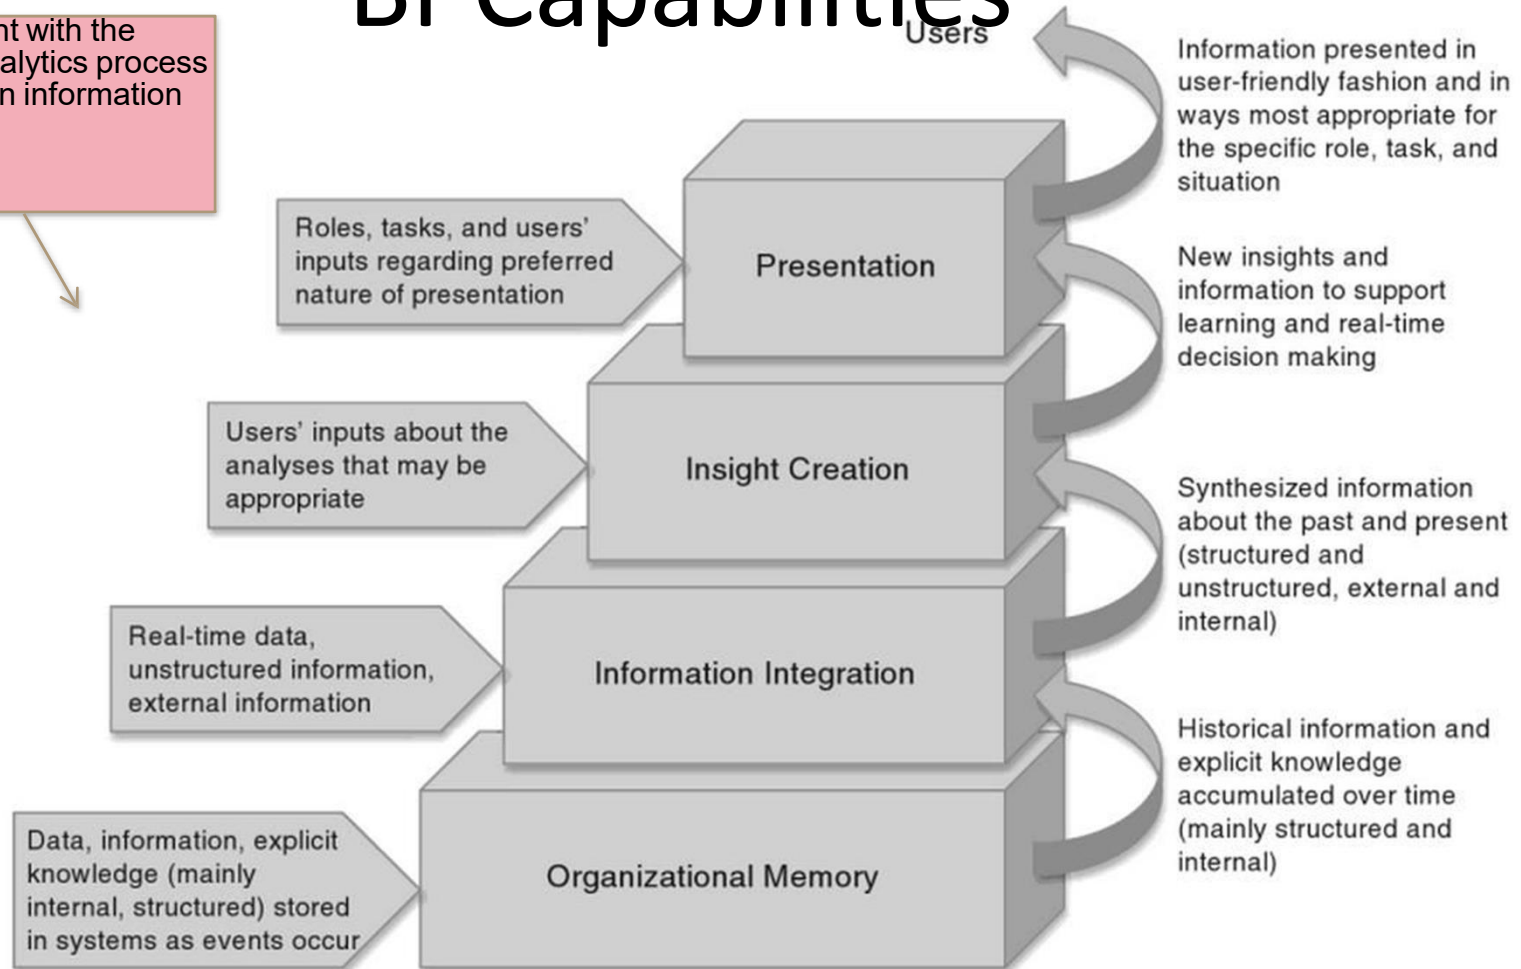 BI Capabilities
nt with the
alytics process
n information
Users
Information presented in
user-friendly fashion and in
ways most appropriate for
the specific role, task, and
situation
Roles, tasks, and users’
inputs regarding preferred
nature of presentation
Presentation
New insights and
information to support
learning and real-time
decision making
Users’ inputs about the
analyses that may be
appropriate
Insight Creation
Synthesized information
about the past and present
(structured and
unstructured, external and
internal)
Real-time data,
unstructured information,
external information
Information Integration
Historical information and
explicit knowledge
accumulated over time
(mainly structured and
internal)
Data, information, explicit
knowledge (mainly
internal, structured) stored
in systems as events occur
Organizational Memory